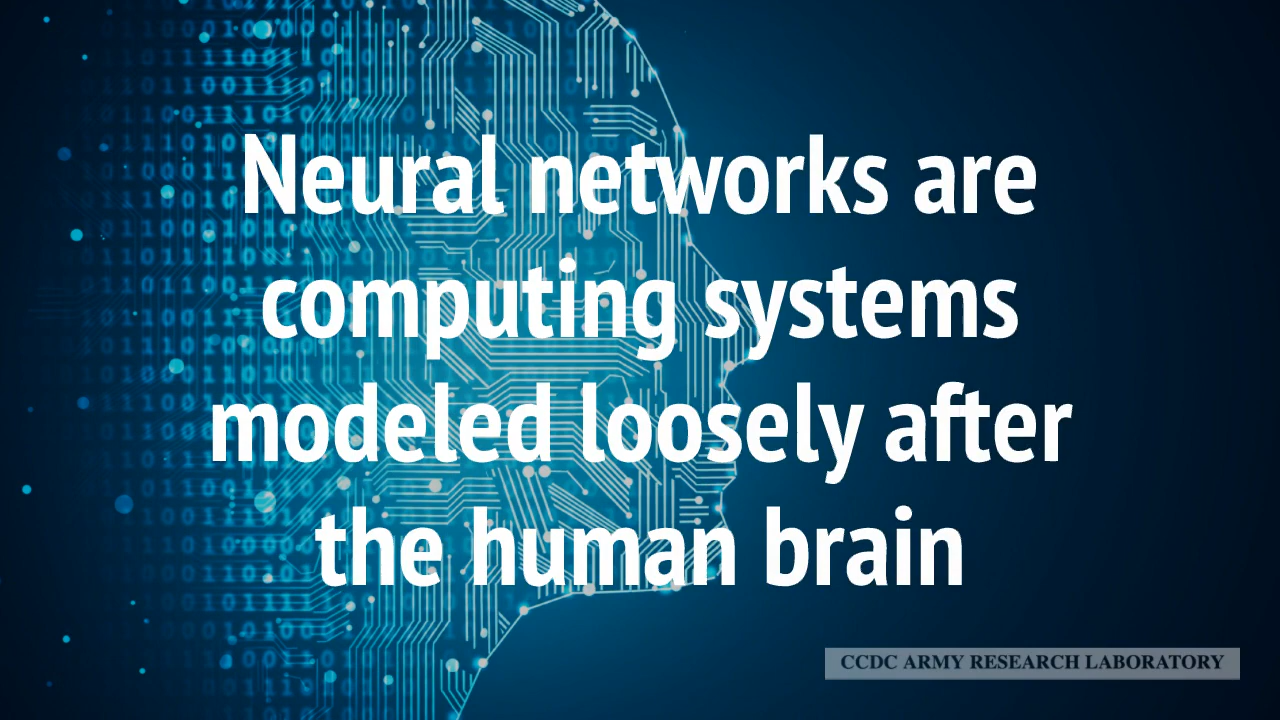 Neural networks are
computing systems
modeled loosely after
the human brain
CCDC ARMY RESEARCH LABORATORY